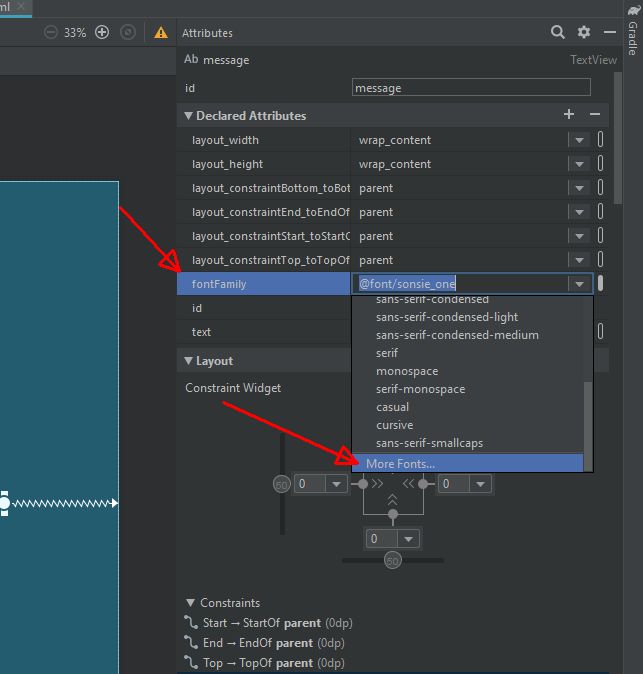 ml
33%
Attributes
Gradle
Ab message
TextView
id
message
Declared Attributes
layout_width
wrap_content
layout_height
wrap_content
layout_constraintBottom_toBot
parent
layout_constraintEnd_toEndOf
parent
layout_constraintStart_toStartO
parent
layout_constraintTop_toTopOf
parent
fontFamily
@font/sonsie_one
id
text
sans-serif-condensed
sans-serif-condensed-light
sans-serif-condensed-medium
serif
monospace
serif-monospace
casual
cursive
sans-serif-smallcaps
More Fonts...
Layout
Constraint Widget
50
0
0
0
50
Constraints
Start → StartOf parent (0dp)
End → EndOf parent (0dp)
Top → TopOf parent (0dp)